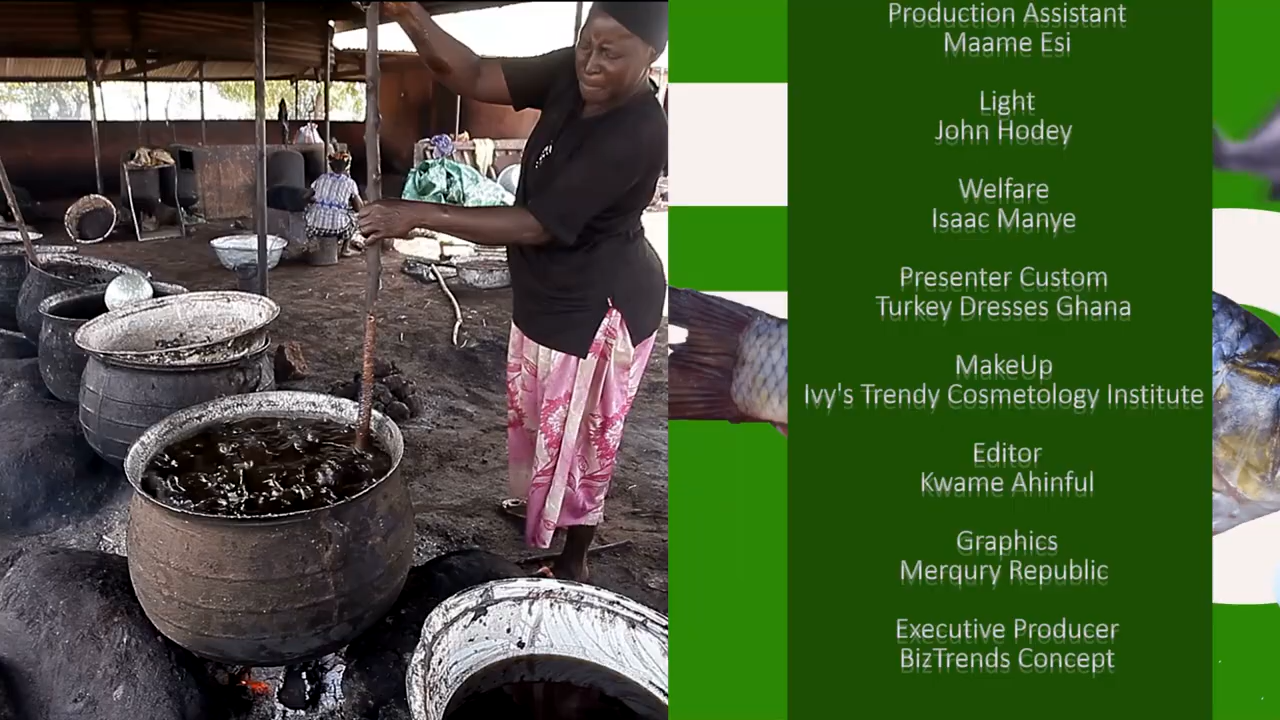 Production Assistant
Maame Esi
Light
John Hodey
Welfare
Isaac Manye
Presenter Custom
Turkey Dresses Ghana
MakeUp
Ivy's Trendy Cosmetology Institute
Editor
Kwame Ahinful
Graphics
Merqury Republic
Executive Producer
BizTrends Concept